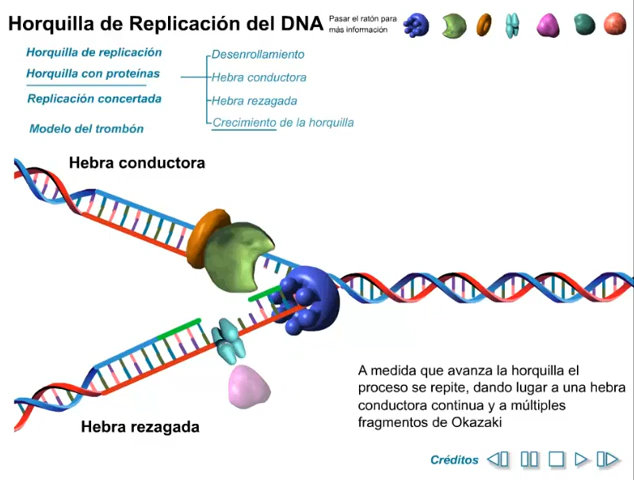 Horquilla de Replicación del DNA
Pasar el ratón para
más información
Horquilla de replicación
Horquilla con proteínas
Replicación concertada
Modelo del trombón
Desenrollamiento
Hebra conductora
Hebra rezagada
Crecimiento de la horquilla
Hebra conductora
Hebra rezagada
A medida que avanza la horquilla el
proceso se repite, dando lugar a una hebra
conductora continua y a múltiples
fragmentos de Okazaki
Créditos